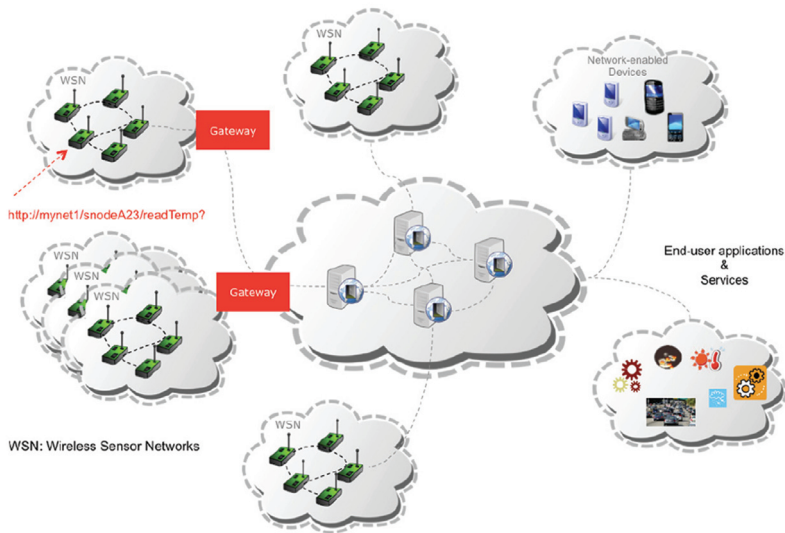 WSN
WSN
Network-enabled
Devices
Gateway
http://mynet1/snodeA23/readTemp?
WSN
WSN
WSN
Gateway
End-user applications
&
Services
WSN: Wireless Sensor Networks
WSN